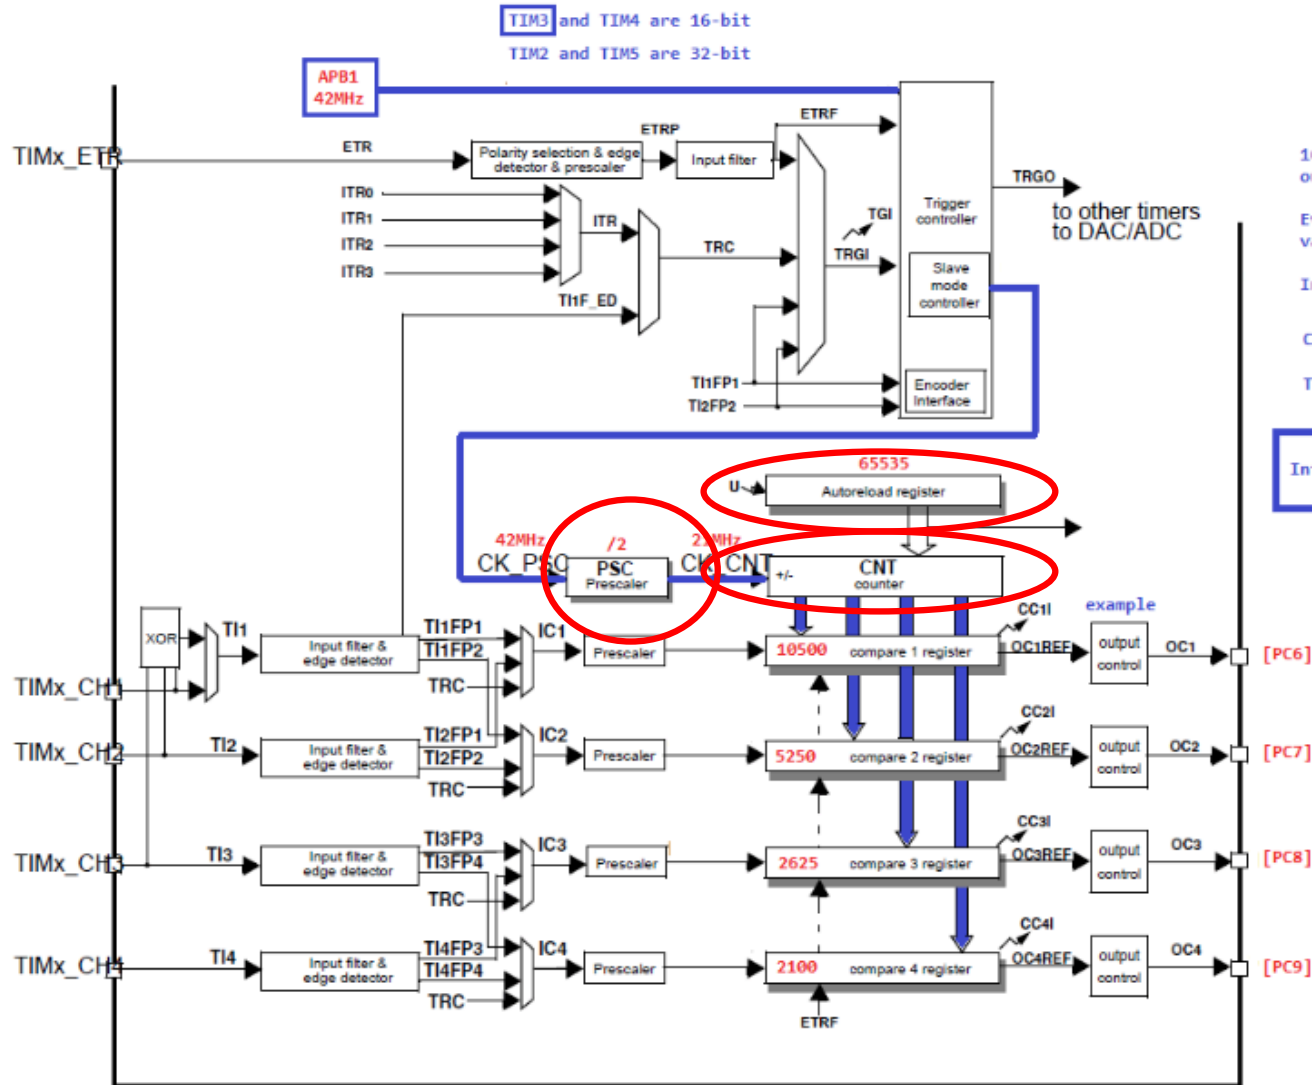 TIM3 and TIM4 are 16-bit
TIM2 and TIM5 are 32-bit
APB1
42MHz
TIMx_ETR
ETR
Polarity selection & edge
detector & prescaler
ETRP
Input filter
ETRF
ITR0
ITR1
ITR2
ITR3
ITR
TRC
TI1F_ED
TGI
TRGI
Trigger
controller
Slave
mode
controller
Encoder
Interface
TRGO
to other timers
to DAC/ADC
TI1FP1
TI2FP2
65535
U
Autoreload register
42MHz
CK_PSC
/2
PSC
Prescaler
CK_CNT
+/-
CNT
counter
example
XOR
TI1
TIMx_CH1
Input filter &
edge detector
TI1FP1
TI1FP2
TRC
IC1
Prescaler
10500
compare 1 register
CC1I
OC1REF
output
control
OC1
[PC6]
TIMx_CH2
TI2
Input filter &
edge detector
TI2FP1
TI2FP2
TRC
IC2
Prescaler
5250
compare 2 register
CC2I
OC2REF
output
control
OC2
[PC7]
TIMx_CH3
TI3
Input filter &
edge detector
TI3FP3
TI3FP4
TRC
IC3
Prescaler
2625
compare 3 register
CC3I
OC3REF
output
control
OC3
[PC8]
TIMx_CH4
TI4
Input filter &
edge detector
TI4FP3
TI4FP4
TRC
IC4
Prescaler
2100
compare 4 register
CC4I
OC4REF
output
control
OC4
[PC9]
ETRF